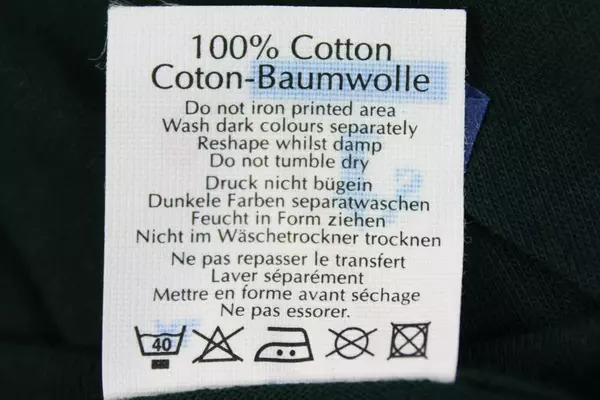 100% Cotton
Coton-Baumwolle
Do not iron printed area
Wash dark colours separately
Reshape whilst damp
Do not tumble dry
Druck nicht bügein
Dunkele Farben separatwaschen
Feucht in Form ziehen
Nicht im Wäschetrockner trocknen
Ne pas repasser le transfert
Laver séparément
Mettre en forme avant séchage
Ne pas essorer.
40